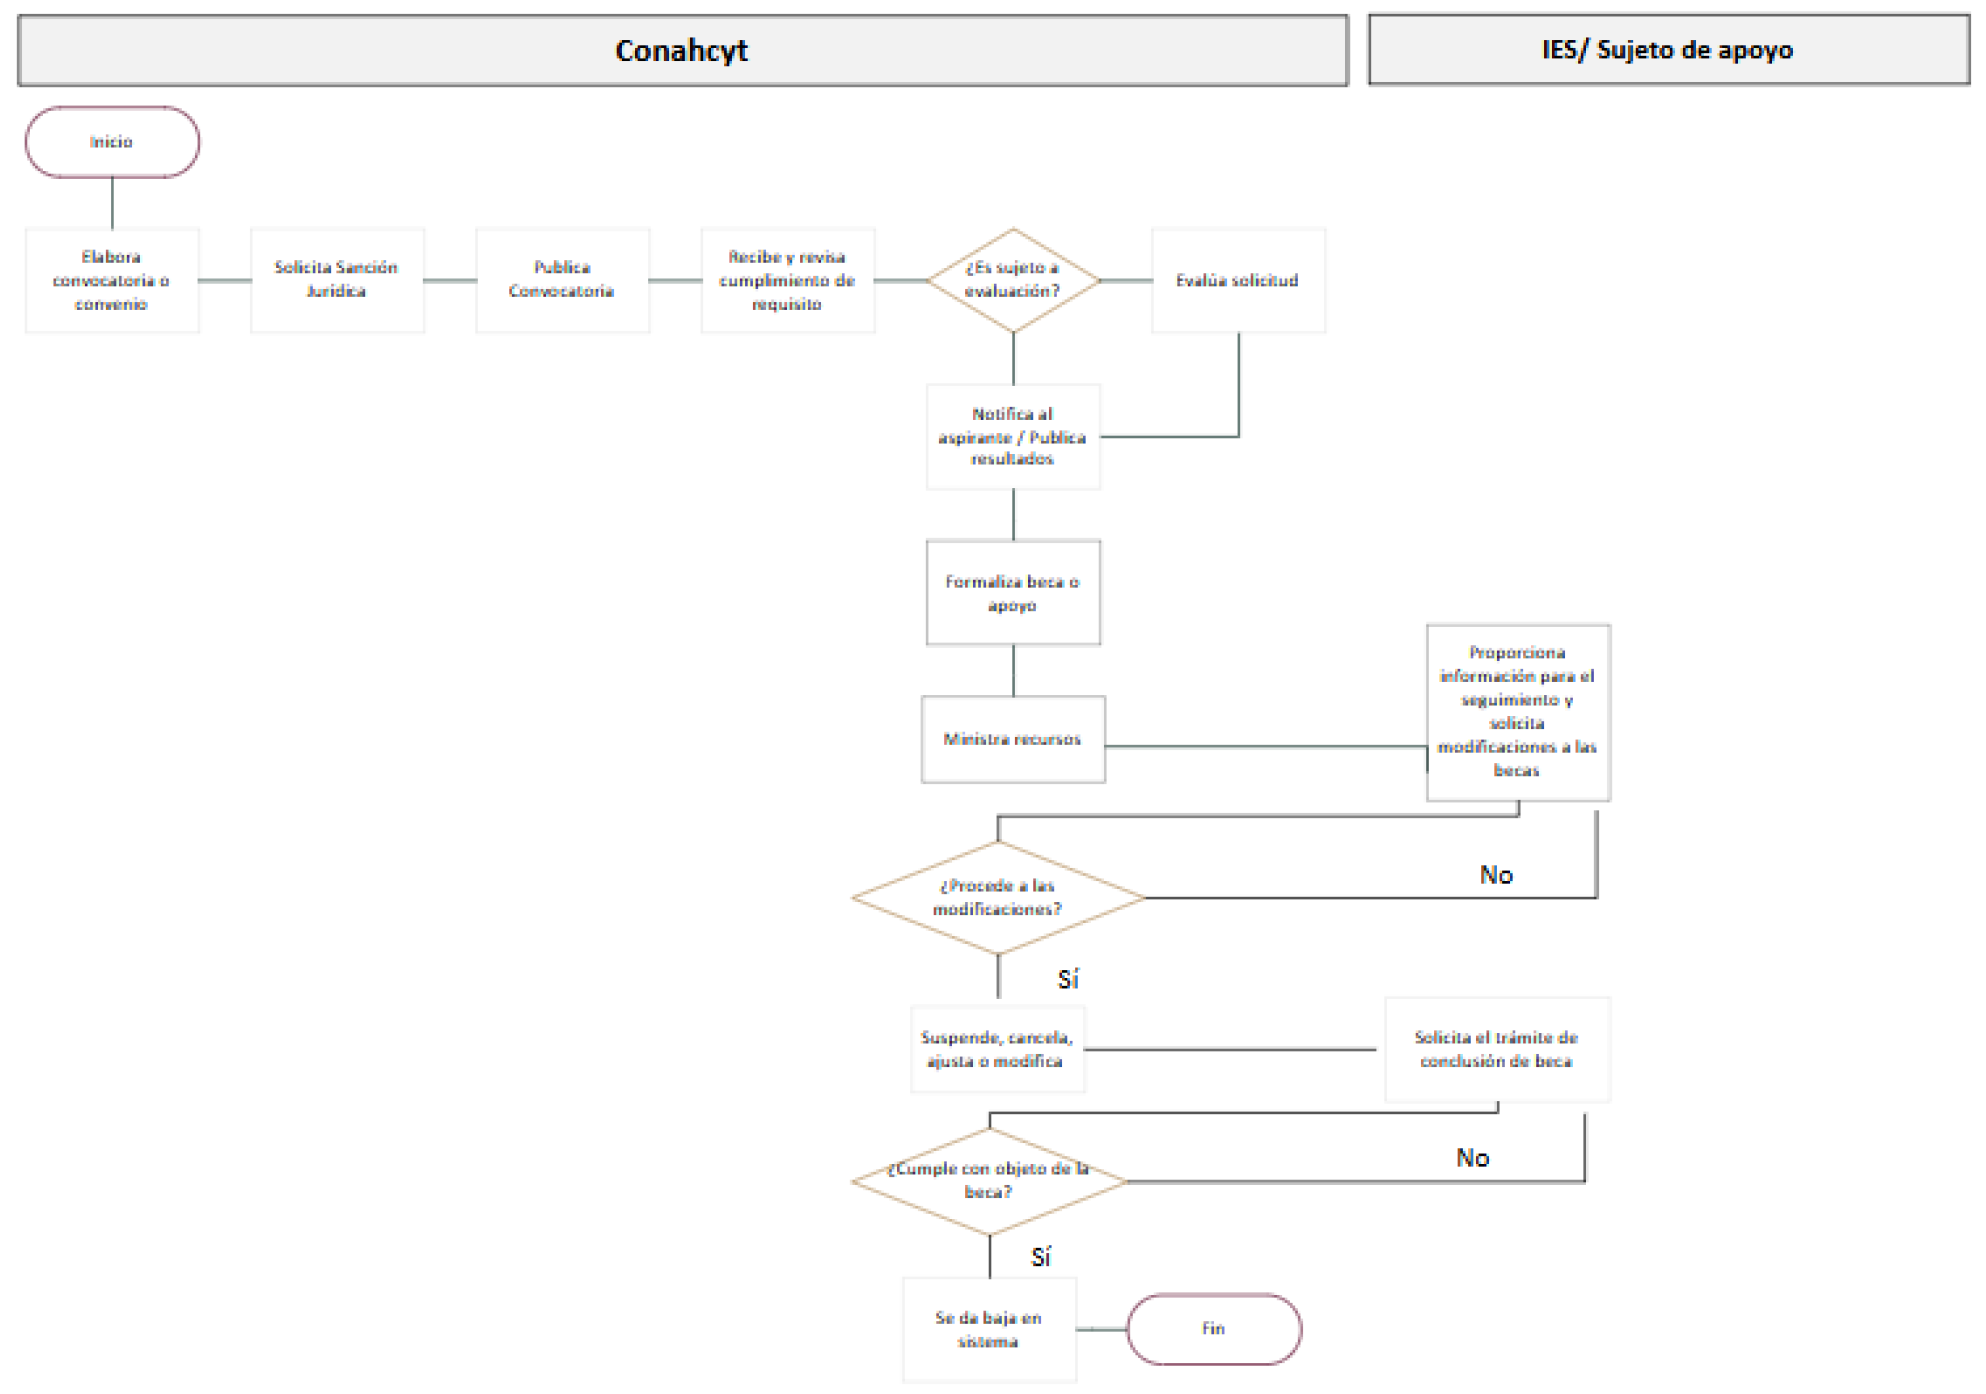 Conahcyt
IES/ Sujeto de apoyo
Inicio
Elabora
convocatoria o
convenio
Solicita Sanción
Jurídica
Publica
Convocatoria
Recibe y revisa
cumplimiento de
requisito
¿Es sujeto a
evaluación?
Evalúa solicitud
Notifica al
aspirante / Publica
resultados
Formaliza beca o
apoyo
Ministra recursos
Proporciona
información para el
seguimiento y
solicita
modificaciones a las
becas
¿Procede a las
modificaciones?
No
Sí
Suspende, cancela,
ajusta o modifica
Solicita el trámite de
conclusión de beca
¿Cumple con objeto de la
beca?
No
Sí
Se da baja en
sistema
Fin